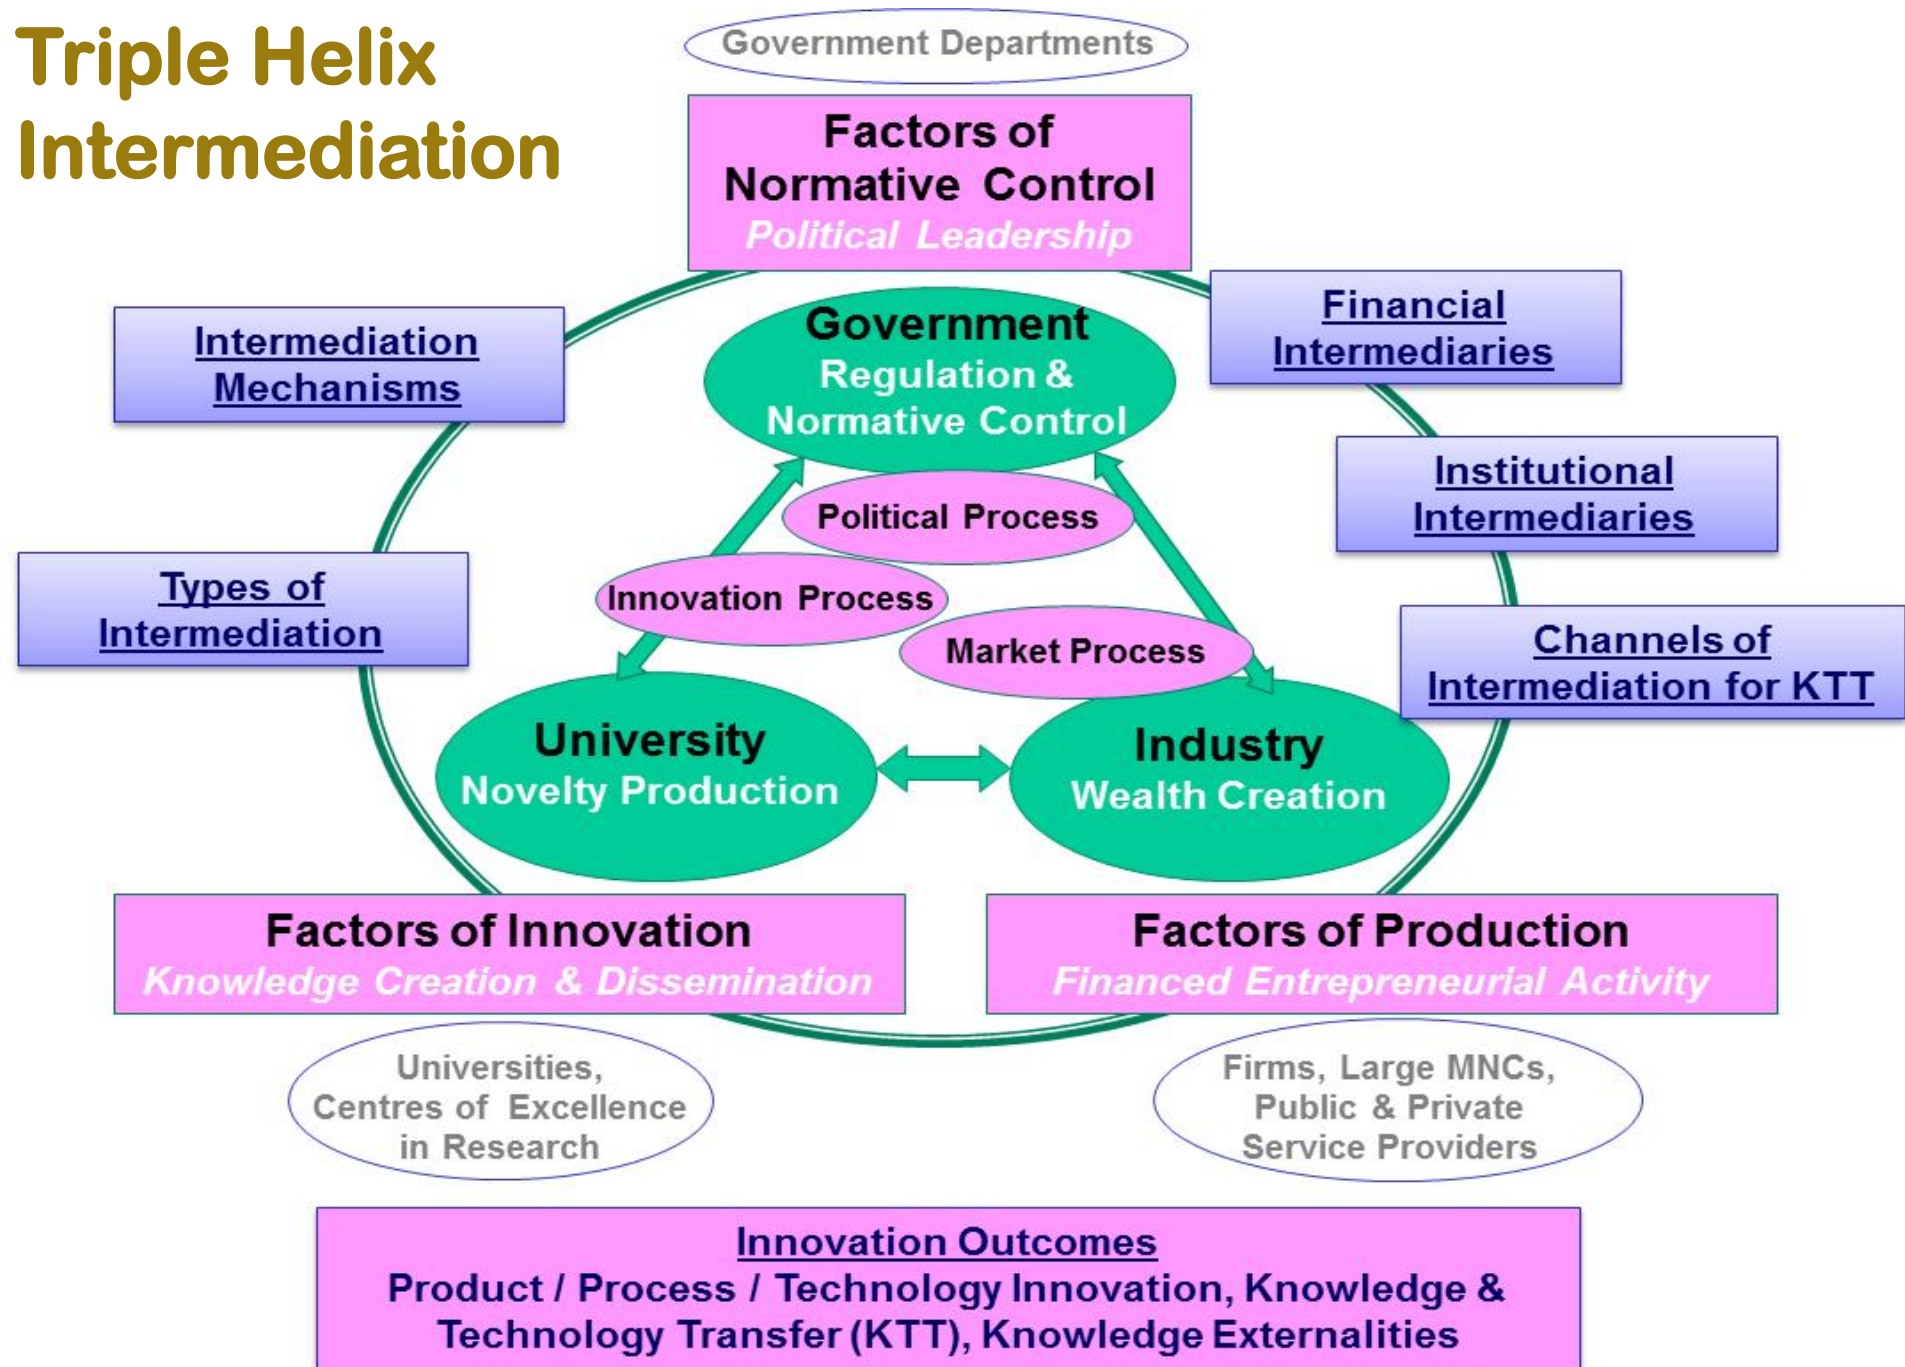 Triple Helix
Intermediation
Government Departments
Factors of
Normative Control
Political Leadership
Intermediation
Mechanisms
Financial
Intermediaries
Government
Regulation &
Normative Control
Institutional
Intermediaries
Political Process
Types of
Intermediation
Innovation Process
Market Process
Channels of
Intermediation for KTT
University
Novelty Production
Industry
Wealth Creation
Factors of Innovation
Knowledge Creation & Dissemination
Factors of Production
Financed Entrepreneurial Activity
Universities,
Centres of Excellence
in Research
Firms, Large MNCs,
Public & Private
Service Providers
Innovation Outcomes
Product / Process / Technology Innovation, Knowledge &
Technology Transfer (KTT), Knowledge Externalities